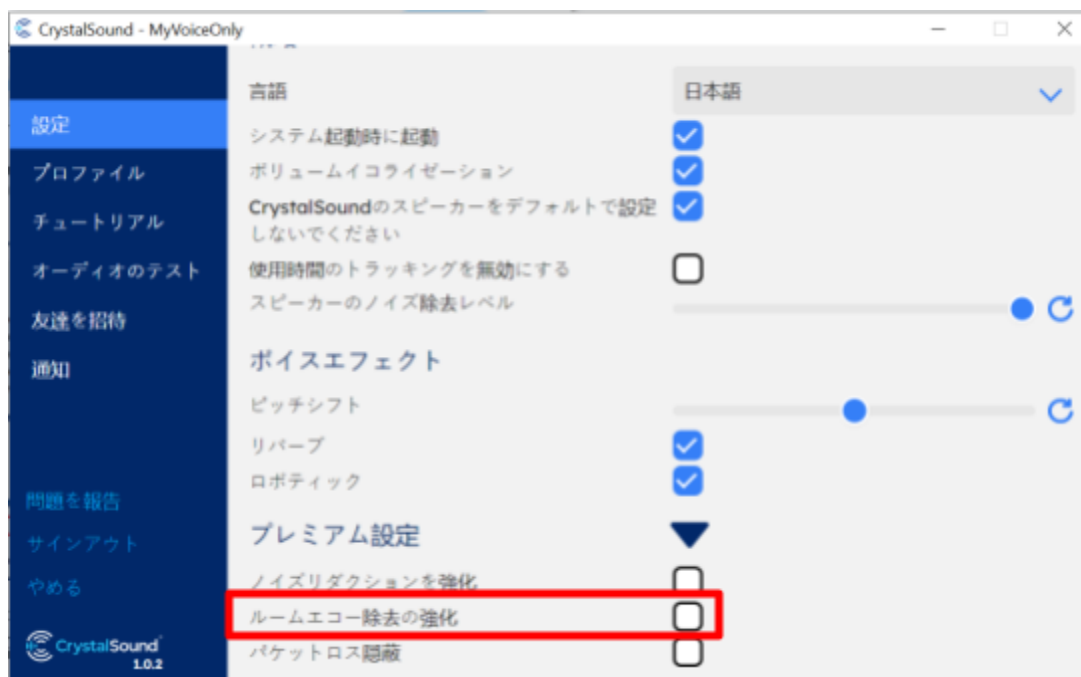 CrystalSound - MyVoiceOnly
言語
日本語
設定
システム起動時に起動
プロファイル
ボリュームイコライゼーション
チュートリアル
CrystalSoundのスピーカーをデフォルトで設定
しないでください
オーディオのテスト
使用時間のトラッキングを無効にする
友達を招待
スピーカーのノイズ除去レベル
通知
ボイスエフェクト
ピッチシフト
リバーブ
ロボティック
問題を報告
サインアウト
プレミアム設定
やめる
ノイズリダクションを強化
ルームエコー除去の強化
CrystalSound
パケットロス隠蔽
1.0.2